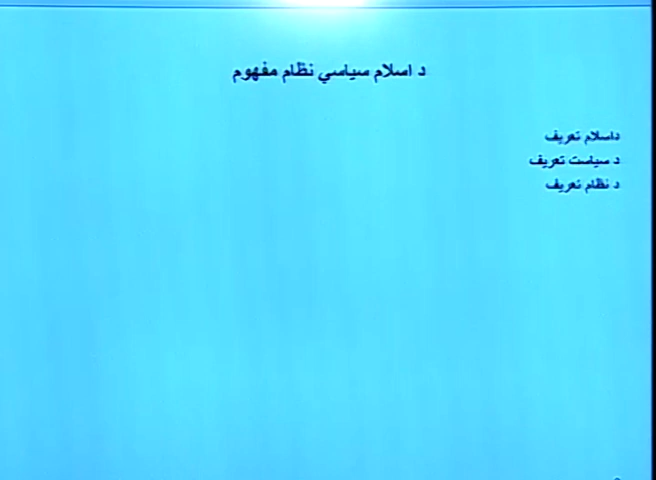 د اسلام سياسي نظام مفهوم
داسلام تعريف
د سياست تعريف
د نظام تعريف